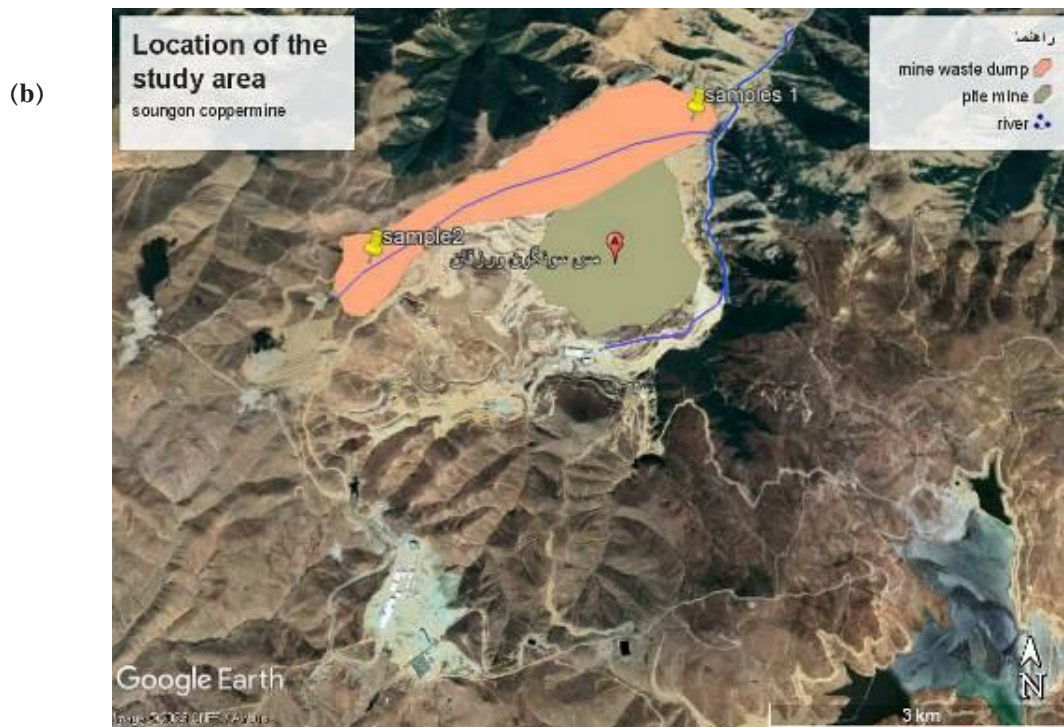 (b)
Location of the
study area
soungon coppermine
راهنما
mine waste dump
pite mine
river
samples 1
sample2
A
مس سونگون ورزقان
Google Earth
3 km
N